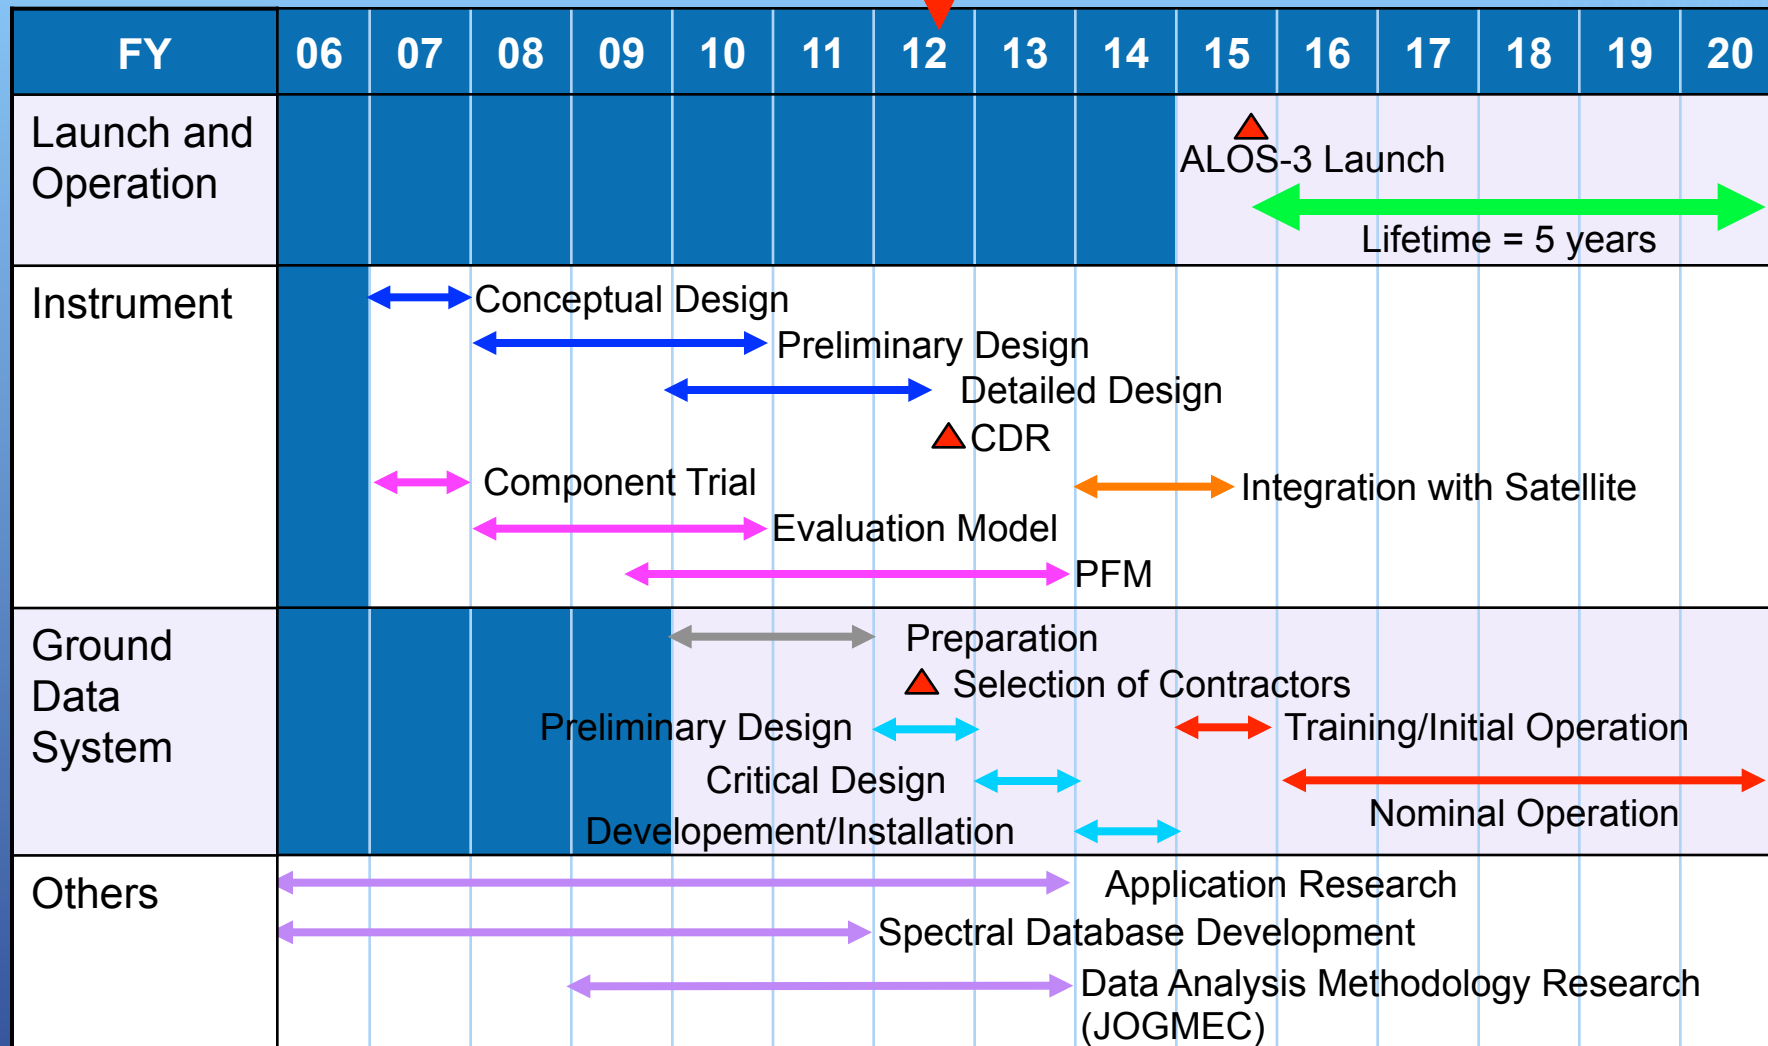 FY 06 07 08 09 10 11 12 13 14 15 16 17 18 19 20
Launch and
Operation
ALOS-3 Launch
Lifetime = 5 years
Instrument
Conceptual Design
Preliminary Design
Detailed Design
CDR
Component Trial
Integration with Satellite
Evaluation Model
PFM
Ground
Data
System
Preparation
Selection of Contractors
Preliminary Design
Training/Initial Operation
Critical Design
Nominal Operation
Developement/Installation
Others
Application Research
Spectral Database Development
Data Analysis Methodology Research
(JOGMEC)